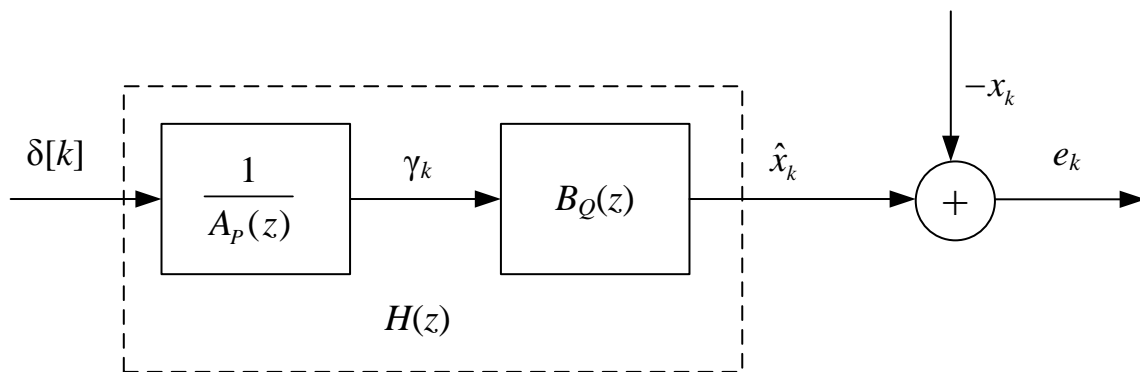 δ[k]
1
A_P(z)
γ_k
B_Q(z)
x̂_k
−x_k
+
e_k
H(z)